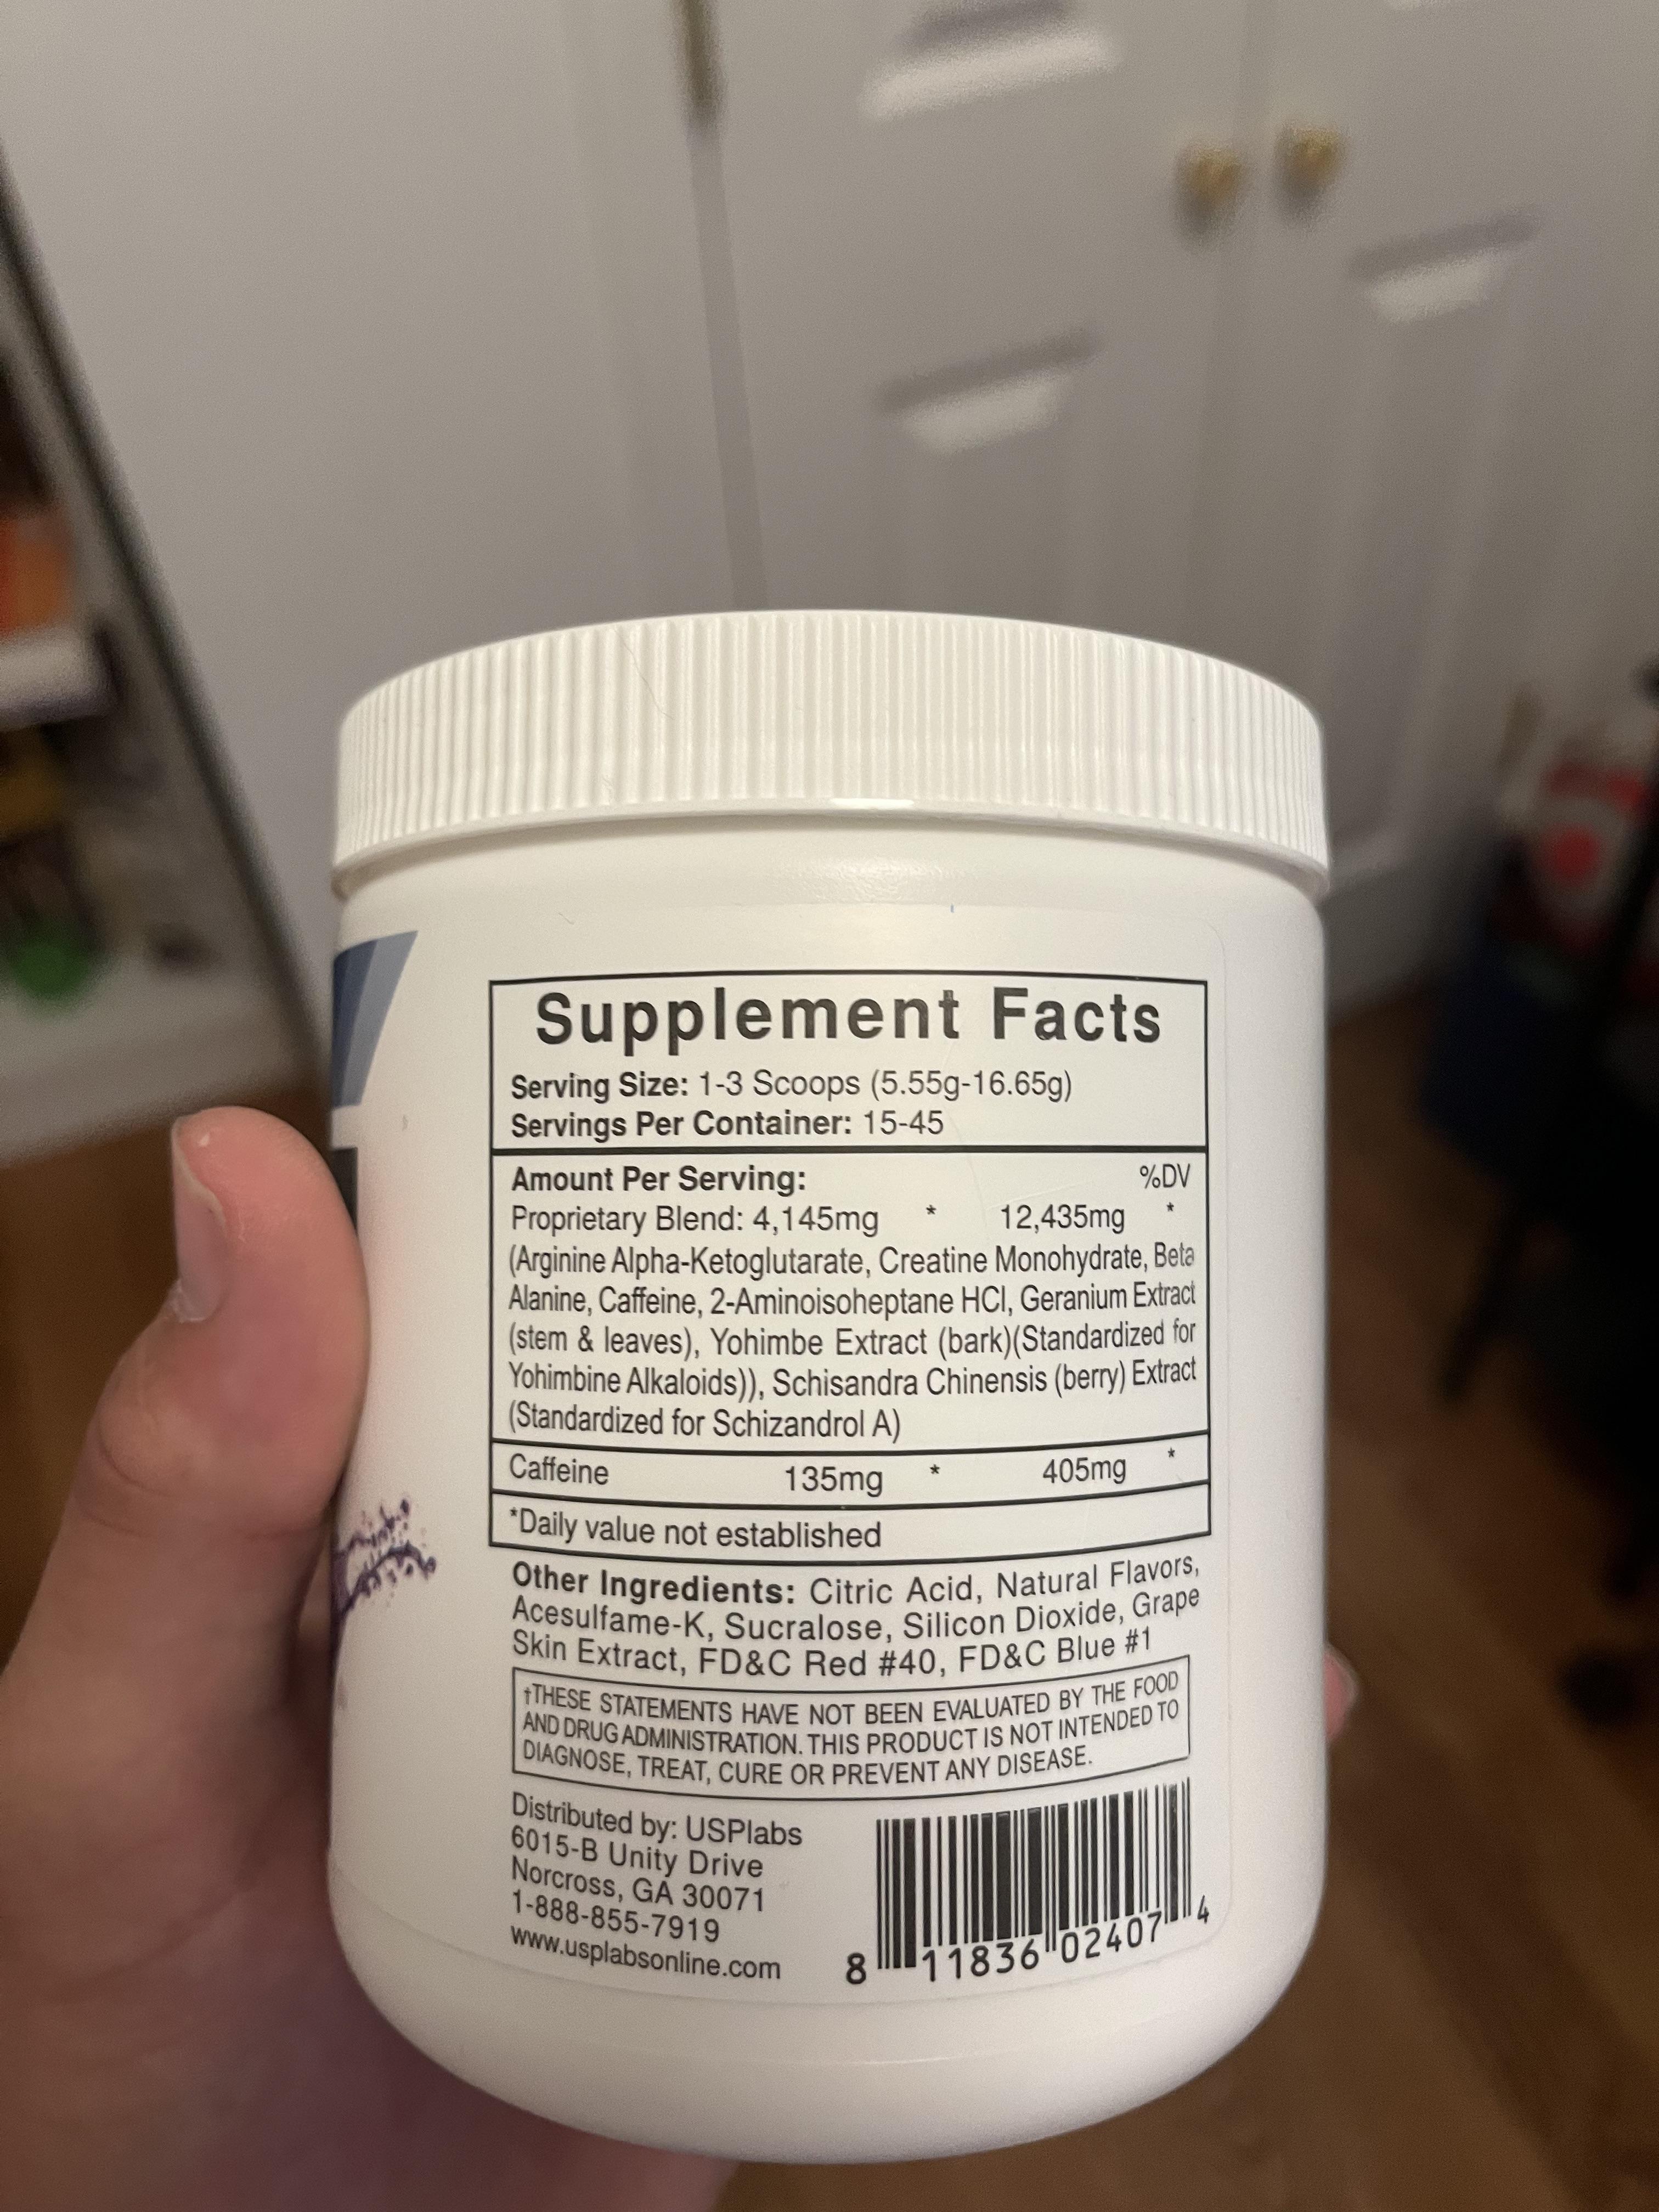 Supplement Facts
Serving Size: 1-3 Scoops (5.55g-16.65g)
Servings Per Container: 15-45
Amount Per Serving: %DV
Proprietary Blend: 4,145mg * 12,435mg *
(Arginine Alpha-Ketoglutarate, Creatine Monohydrate, Beta
Alanine, Caffeine, 2-Aminoisoheptane HCl, Geranium Extract
(stem & leaves), Yohimbe Extract (bark)(Standardized for
Yohimbine Alkaloids)), Schisandra Chinensis (berry) Extract
(Standardized for Schizandrol A)
Caffeine 135mg * 405mg *
*Daily value not established
Other Ingredients: Citric Acid, Natural Flavors,
Acesulfame-K, Sucralose, Silicon Dioxide, Grape
Skin Extract, FD&C Red #40, FD&C Blue #1
†THESE STATEMENTS HAVE NOT BEEN EVALUATED BY THE FOOD
AND DRUG ADMINISTRATION. THIS PRODUCT IS NOT INTENDED TO
DIAGNOSE, TREAT, CURE OR PREVENT ANY DISEASE.
Distributed by: USPlabs
6015-B Unity Drive
Norcross, GA 30071
1-888-855-7919
www.usplabsonline.com
8 11836 02407 4